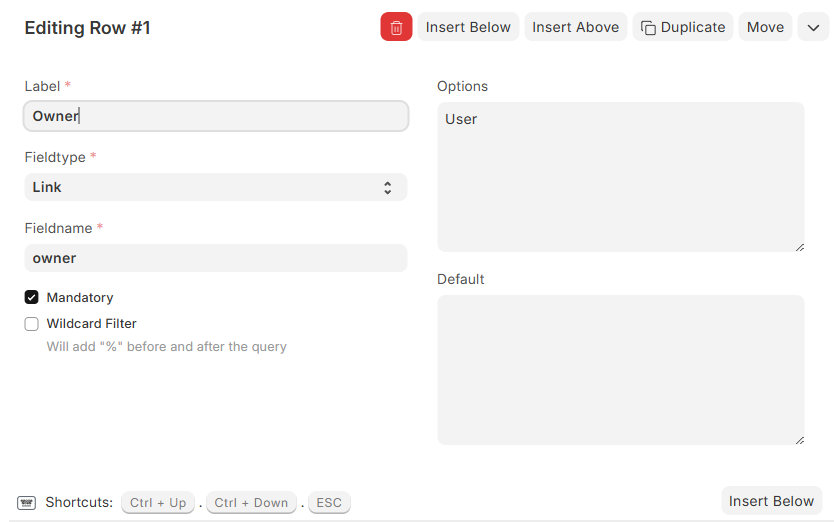 Editing Row #1
Insert Below
Insert Above
Duplicate
Move
Label *
Owner
Fieldtype *
Link
Fieldname *
owner
Mandatory
Wildcard Filter
Will add "%" before and after the query
Options
User
Default
Shortcuts: Ctrl + Up . Ctrl + Down . ESC
Insert Below